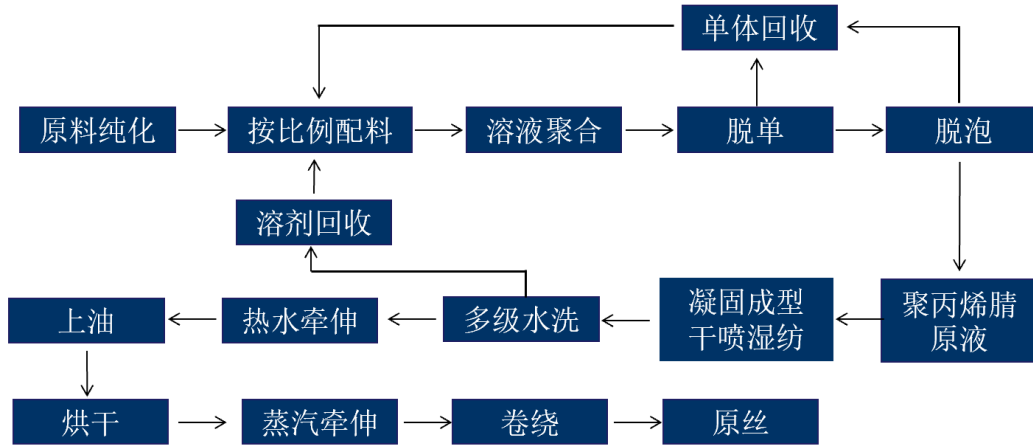 单体回收
原料纯化
按比例配料
溶液聚合
脱单
脱泡
溶剂回收
上油
热水牵伸
多级水洗
凝固成型
干喷湿纺
聚丙烯腈
原液
烘干
蒸汽牵伸
卷绕
原丝